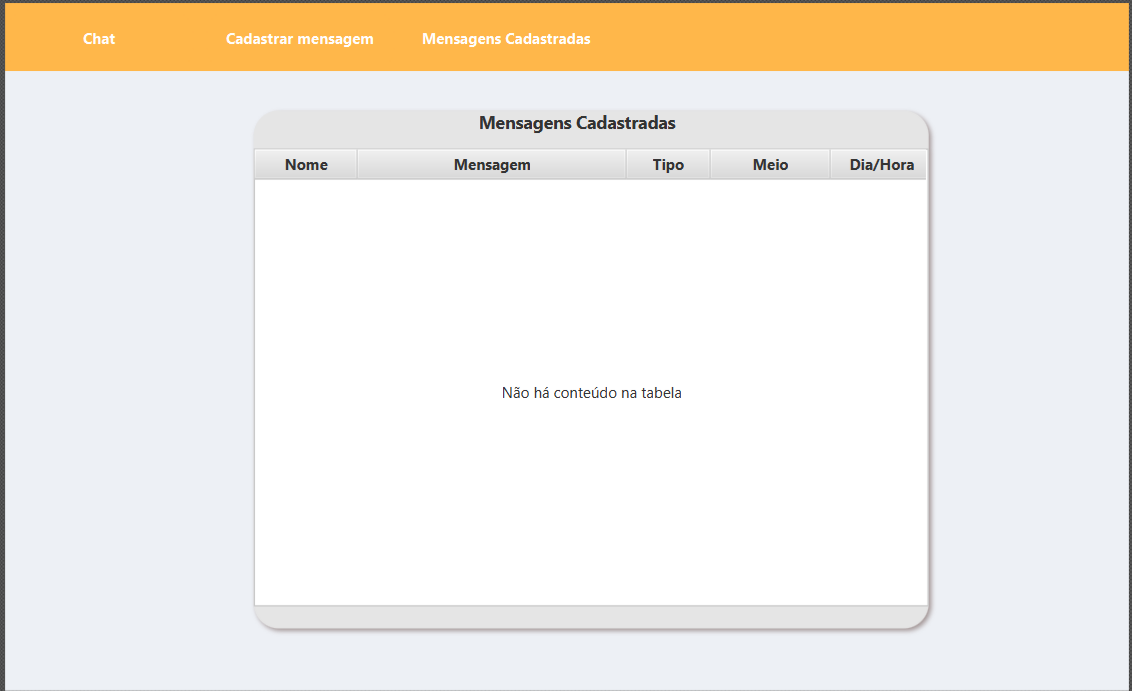 Chat Cadastrar mensagem Mensagens Cadastradas
Mensagens Cadastradas
Nome Mensagem Tipo Meio Dia/Hora
Não há conteúdo na tabela